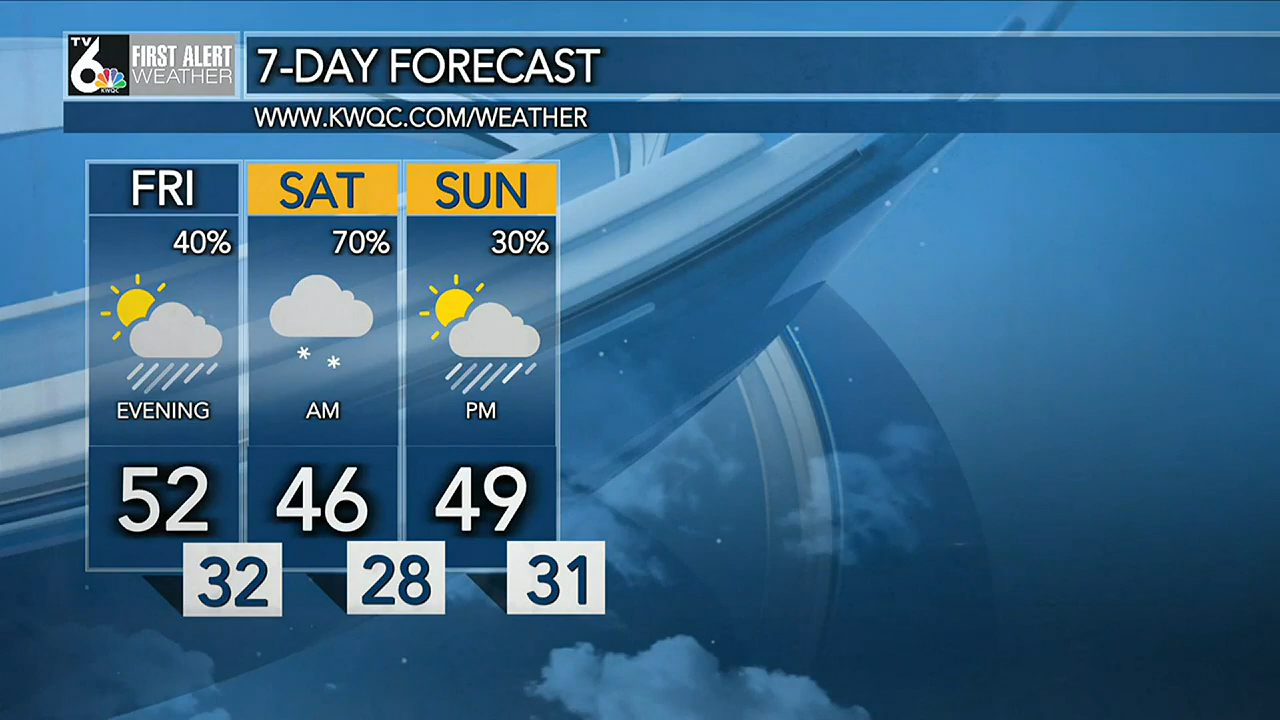 TV
6
KWQC
FIRST ALERT
WEATHER
7-DAY FORECAST
WWW.KWQC.COM/WEATHER
FRI
40%
EVENING
52
32
SAT
70%
AM
46
28
SUN
30%
PM
49
31